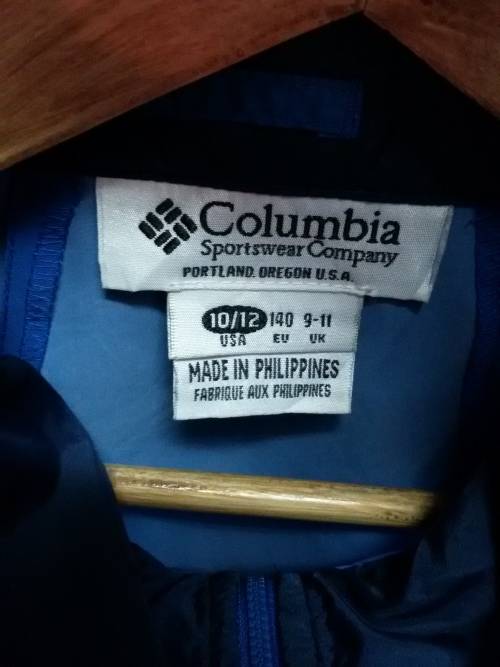 Columbia
Sportswear Company
PORTLAND. OREGON U.S.A.
10/12 140 9-11
USA EU UK
MADE IN PHILIPPINES
FABRIQUE AUX PHILIPPINES